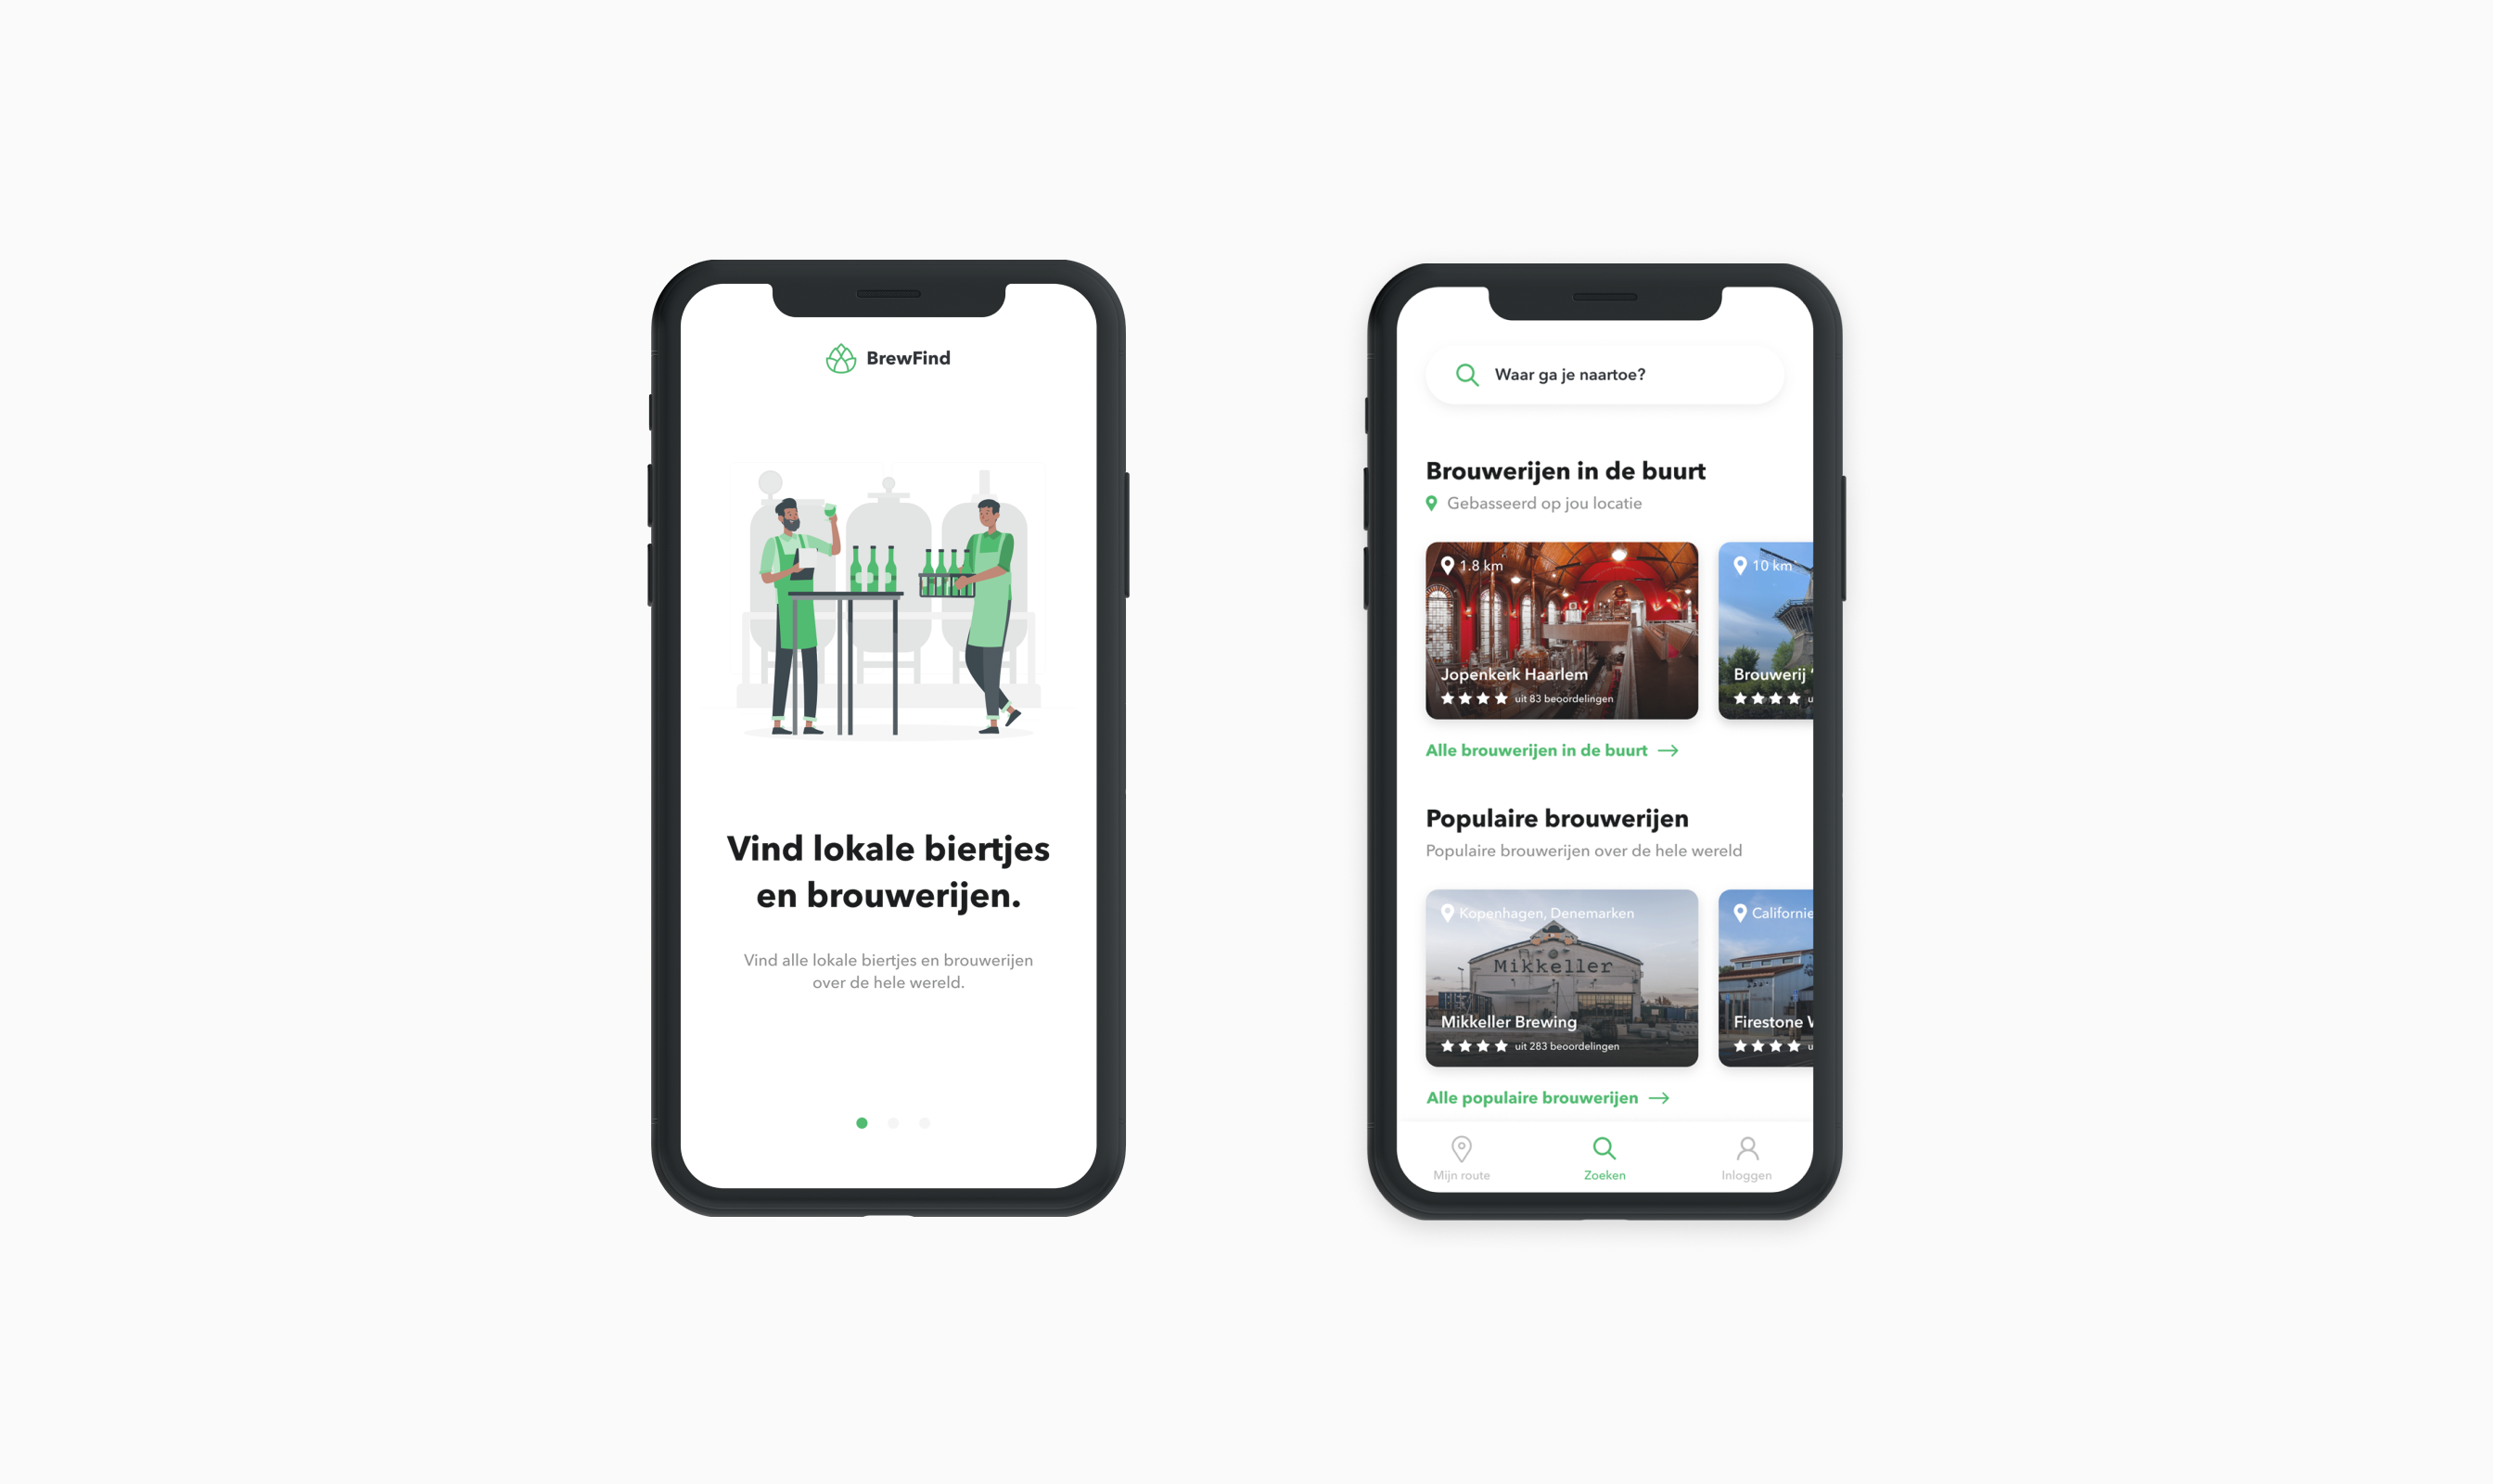 BrewFind
Vind lokale biertjes
en brouwerijen.
Vind alle lokale biertjes en brouwerijen
over de hele wereld.
Waar ga je naartoe?
Brouwerijen in de buurt
Gebasseerd op jou locatie
1.8 km
10 km
Jopenkerk Haarlem
Brouwerij '
uit 83 beoordelingen
u
Alle brouwerijen in de buurt
Populaire brouwerijen
Populaire brouwerijen over de hele wereld
Kopenhagen, Denemarken
Californie
Mikkeller
Mikkeller Brewing
Firestone
uit 283 beoordelingen
u
Alle populaire brouwerijen
Mijn route
Zoeken
Inloggen